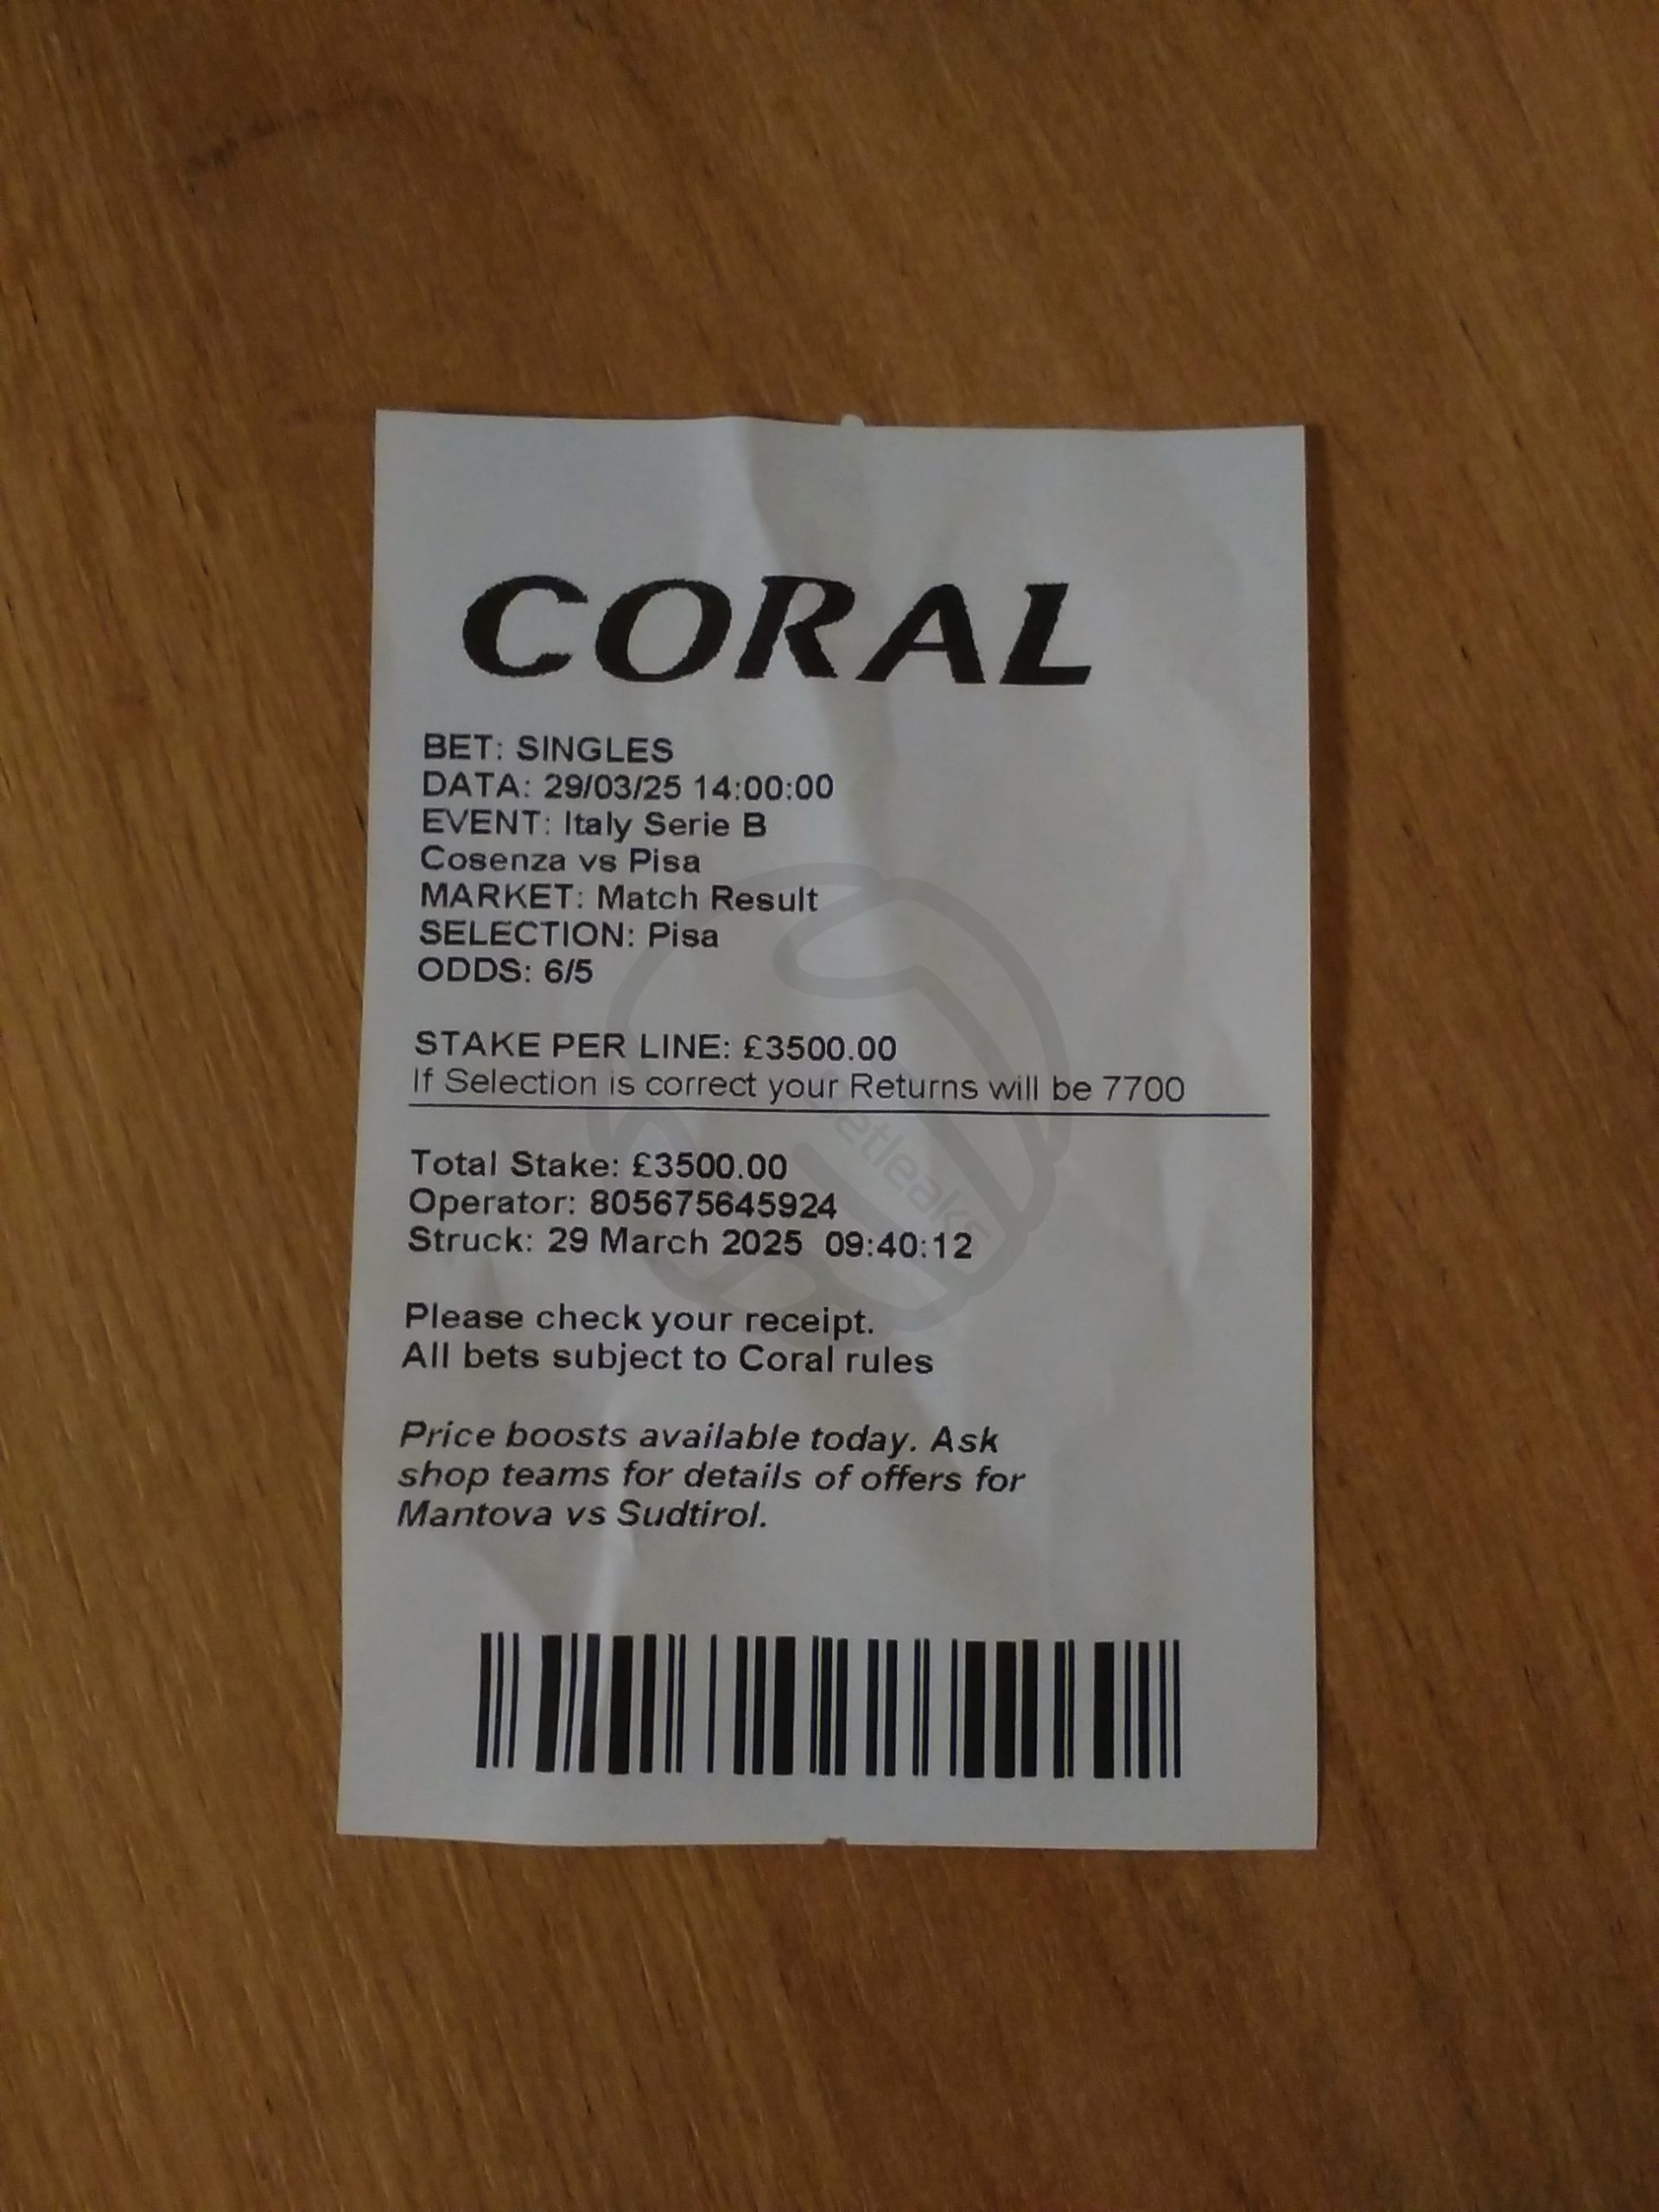 CORAL
BET: SINGLES
DATA: 29/03/25 14:00:00
EVENT: Italy Serie B
Cosenza vs Pisa
MARKET: Match Result
SELECTION: Pisa
ODDS: 6/5
STAKE PER LINE: £3500.00
If Selection is correct your Returns will be 7700
Total Stake: £3500.00
Operator: 805675645924
Struck: 29 March 2025 09:40:12
Please check your receipt.
All bets subject to Coral rules
Price boosts available today. Ask
shop teams for details of offers for
Mantova vs Sudtirol.